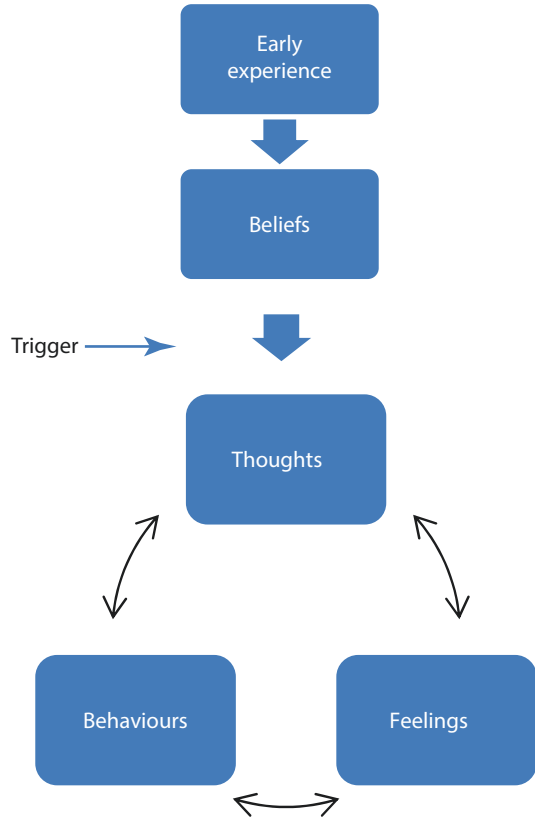 Early
experience
Beliefs
Trigger
Thoughts
Behaviours
Feelings